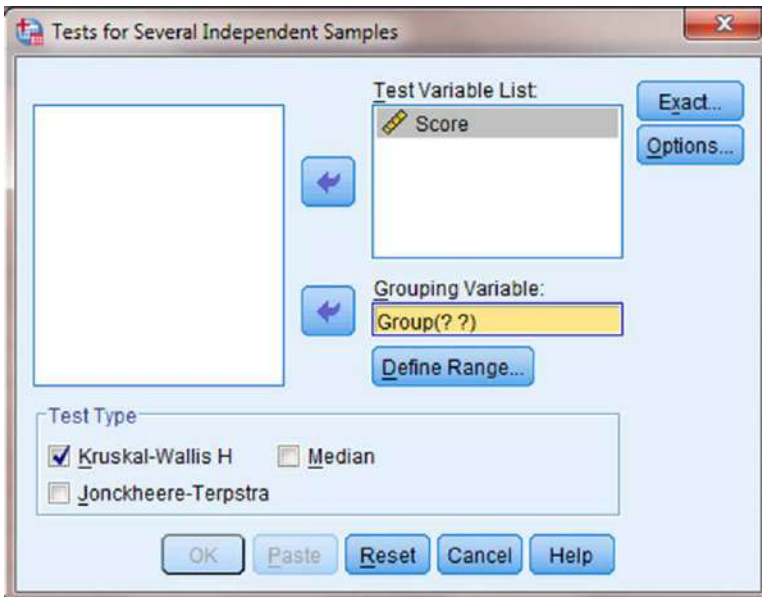 Tests for Several Independent Samples
Test Variable List:
Score
Exact...
Options...
Grouping Variable:
Group(? ?)
Define Range...
Test Type
Kruskal-Wallis H
Median
Jonckheere-Terpstra
OK
Paste
Reset
Cancel
Help